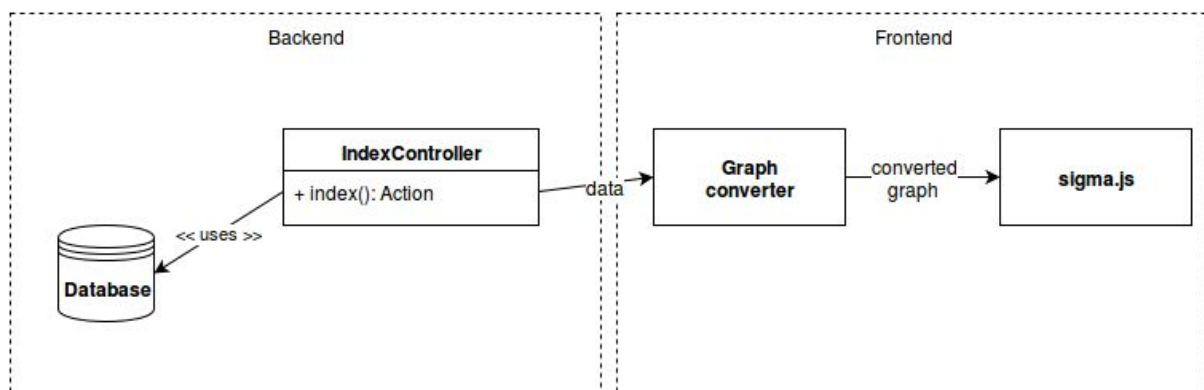 Backend
Frontend
IndexController
+ index(): Action
<< uses >>
Database
data
Graph
converter
converted
graph
sigma.js